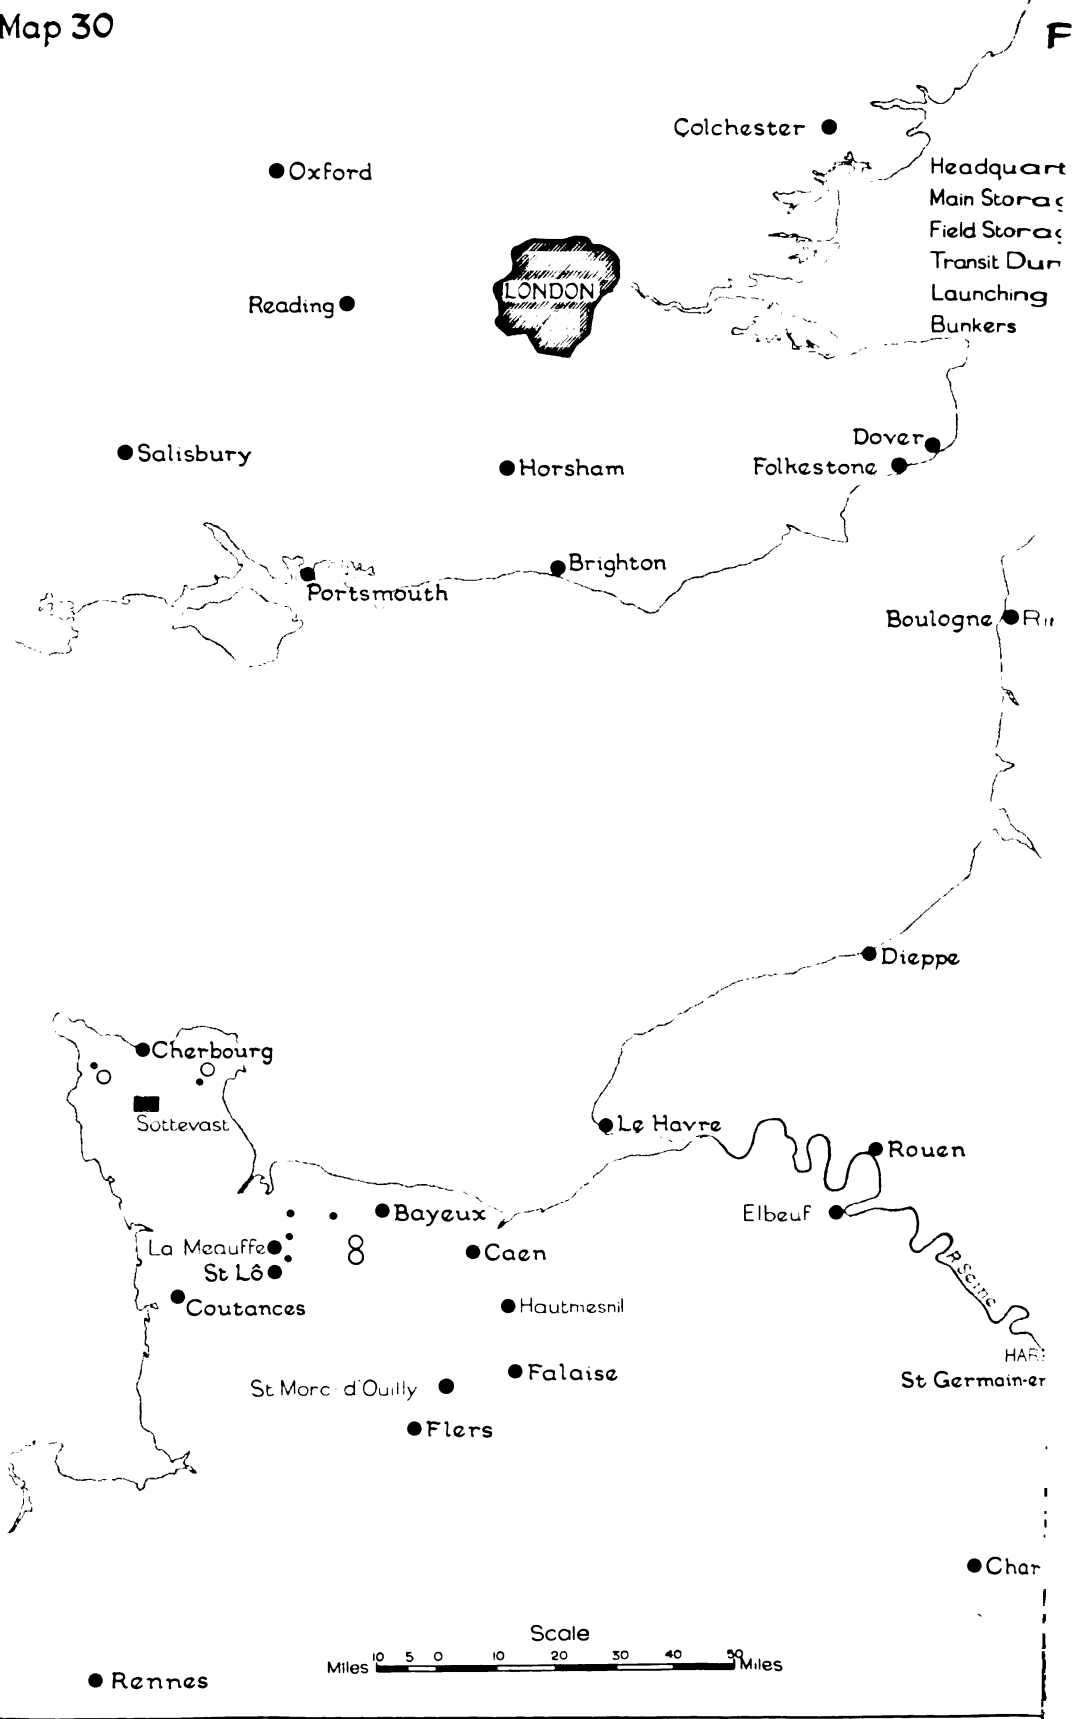 Map 30
F
Colchester
Oxford
Headquart
Main Storag
Field Storag
Transit Dum
Launching
Bunkers
LONDON
Reading
Dover
Salisbury
Horsham
Folkestone
Brighton
Portsmouth
Boulogne
Dieppe
Cherbourg
Sottevast
Le Havre
Rouen
Bayeux
Elbeuf
La Meauffe
Caen
St Lô
R. Seine
Coutances
Hautmesnil
HAR
Falaise
St Germain-er
St Marc d'Ouilly
Flers
Char
Scale
10 5 0 10 20 30 40 50
Miles Miles
Rennes